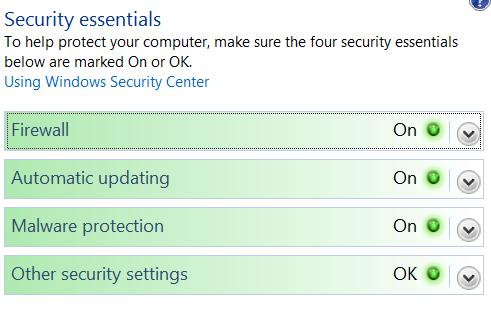 Security essentials
To help protect your computer, make sure the four security essentials
below are marked On or OK.
Using Windows Security Center
Firewall On
Automatic updating On
Malware protection On
Other security settings OK